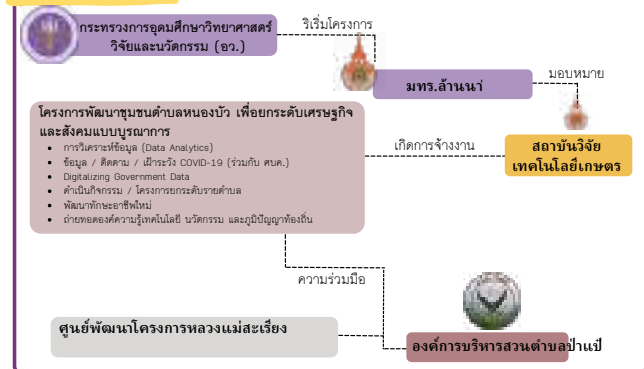 กระทรวงการอุดมศึกษาวิทยาศาสตร์
วิจัยและนวัตกรรม (อว.)
ริเริ่มโครงการ
มทร.ล้านนา
มอบหมาย
โครงการพัฒนาชุมชนตำบลหนองบัว เพื่อยกระดับเศรษฐกิจ
และสังคมแบบบูรณาการ
• การวิเคราะห์ข้อมูล (Data Analytics)
• ข้อมูล / ติดตาม / เฝ้าระวัง COVID-19 (ร่วมกับ ศบค.)
• Digitalizing Government Data
• ดำเนินกิจกรรม / โครงการยกระดับรายตำบล
• พัฒนาทักษะอาชีพใหม่
• ถ่ายทอดองค์ความรู้เทคโนโลยี นวัตกรรม และภูมิปัญญาท้องถิ่น
เกิดการจ้างงาน
สถาบันวิจัย
เทคโนโลยีเกษตร
ความร่วมมือ
ศูนย์พัฒนาโครงการหลวงแม่สะเรียง
องค์การบริหารสวนตำบลป่าแป๋